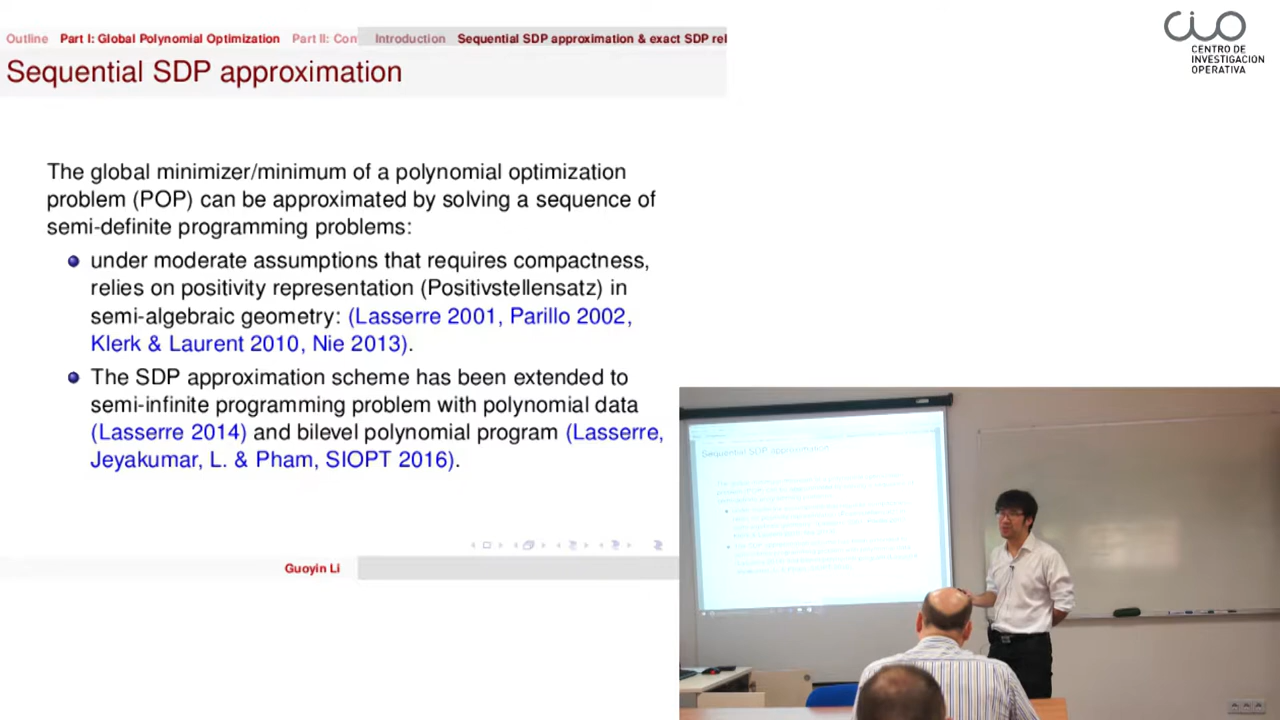 Outline Part I: Global Polynomial Optimization Part II: Con Introduction Sequential SDP approximation & exact SDP rel
Sequential SDP approximation
CENTRO DE
INVESTIGACION
OPERATIVA
The global minimizer/minimum of a polynomial optimization
problem (POP) can be approximated by solving a sequence of
semi-definite programming problems:
under moderate assumptions that requires compactness,
relies on positivity representation (Positivstellensatz) in
semi-algebraic geometry: (Lasserre 2001, Parillo 2002,
Klerk & Laurent 2010, Nie 2013).
The SDP approximation scheme has been extended to
semi-infinite programming problem with polynomial data
(Lasserre 2014) and bilevel polynomial program (Lasserre,
Jeyakumar, L. & Pham, SIOPT 2016).
Guoyin Li
Sequential SDP approximation